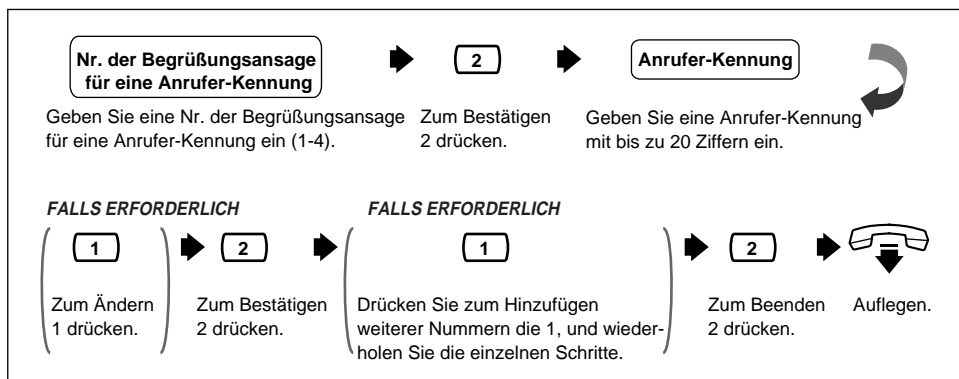 Nr. der Begrüßungsansage
für eine Anrufer-Kennung
2
Anrufer-Kennung
Geben Sie eine Nr. der Begrüßungsansage
für eine Anrufer-Kennung ein (1-4).
Zum Bestätigen
2 drücken.
Geben Sie eine Anrufer-Kennung
mit bis zu 20 Ziffern ein.
FALLS ERFORDERLICH
FALLS ERFORDERLICH
1
2
1
2
Zum Ändern
1 drücken.
Zum Bestätigen
2 drücken.
Drücken Sie zum Hinzufügen
weiterer Nummern die 1, und wieder-
holen Sie die einzelnen Schritte.
Zum Beenden
2 drücken.
Auflegen.